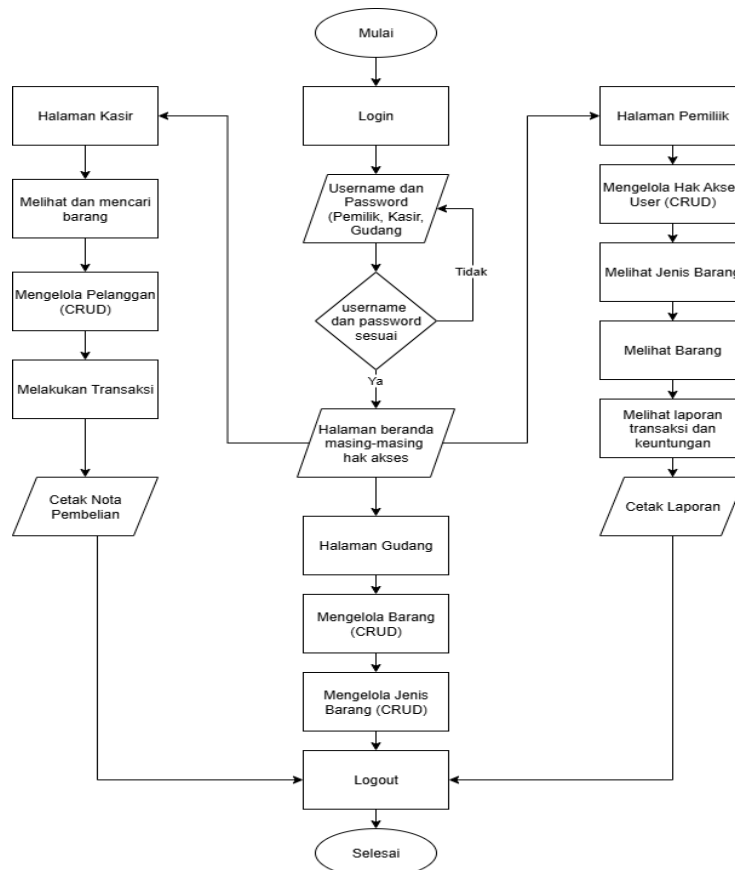 Mulai
Login
Username dan
Password
(Pemilik, Kasir,
Gudang
Tidak
username
dan password
sesuai
Ya
Halaman beranda
masing-masing
hak akses
Halaman Kasir
Melihat dan mencari
barang
Mengelola Pelanggan
(CRUD)
Melakukan Transaksi
Cetak Nota
Pembelian
Halaman Gudang
Mengelola Barang
(CRUD)
Mengelola Jenis
Barang (CRUD)
Halaman Pemiliik
Mengelola Hak Akse
User (CRUD)
Melihat Jenis Barang
Melihat Barang
Melihat laporan
transaksi dan
keuntungan
Cetak Laporan
Logout
Selesai